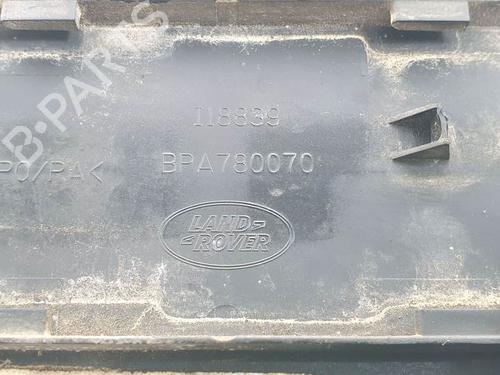 B-PARTS
118839
BPA780070
PO/PA<
LAND
ROVER